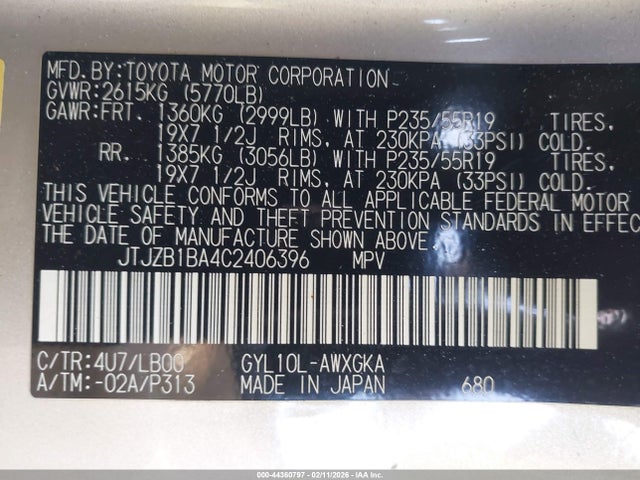 MFD.BY:TOYOTA MOTOR CORPORATION
GVWR:2615KG (5770LB)
GAWR:FRT. 1360KG (2999LB) WITH P235/55R19 TIRES,
19X7 1/2J RIMS, AT 230KPA (33PSI) COLD.
RR. 1385KG (3056LB) WITH P235/55R19 TIRES,
19X7 1/2J RIMS, AT 230KPA (33PSI) COLD.
THIS VEHICLE CONFORMS TO ALL APPLICABLE FEDERAL MOTOR
VEHICLE SAFETY AND THEFT PREVENTION STANDARDS IN EFFEC
THE DATE OF MANUFACTURE SHOWN ABOVE.
JTJZB1BA4C2406396 MPV
C/TR:4U7/LB00 GYL10L-AWXGKA
A/TM:-02A/P313 MADE IN JAPAN 680
000-44360797 - 02/11/2026 - IAA Inc.